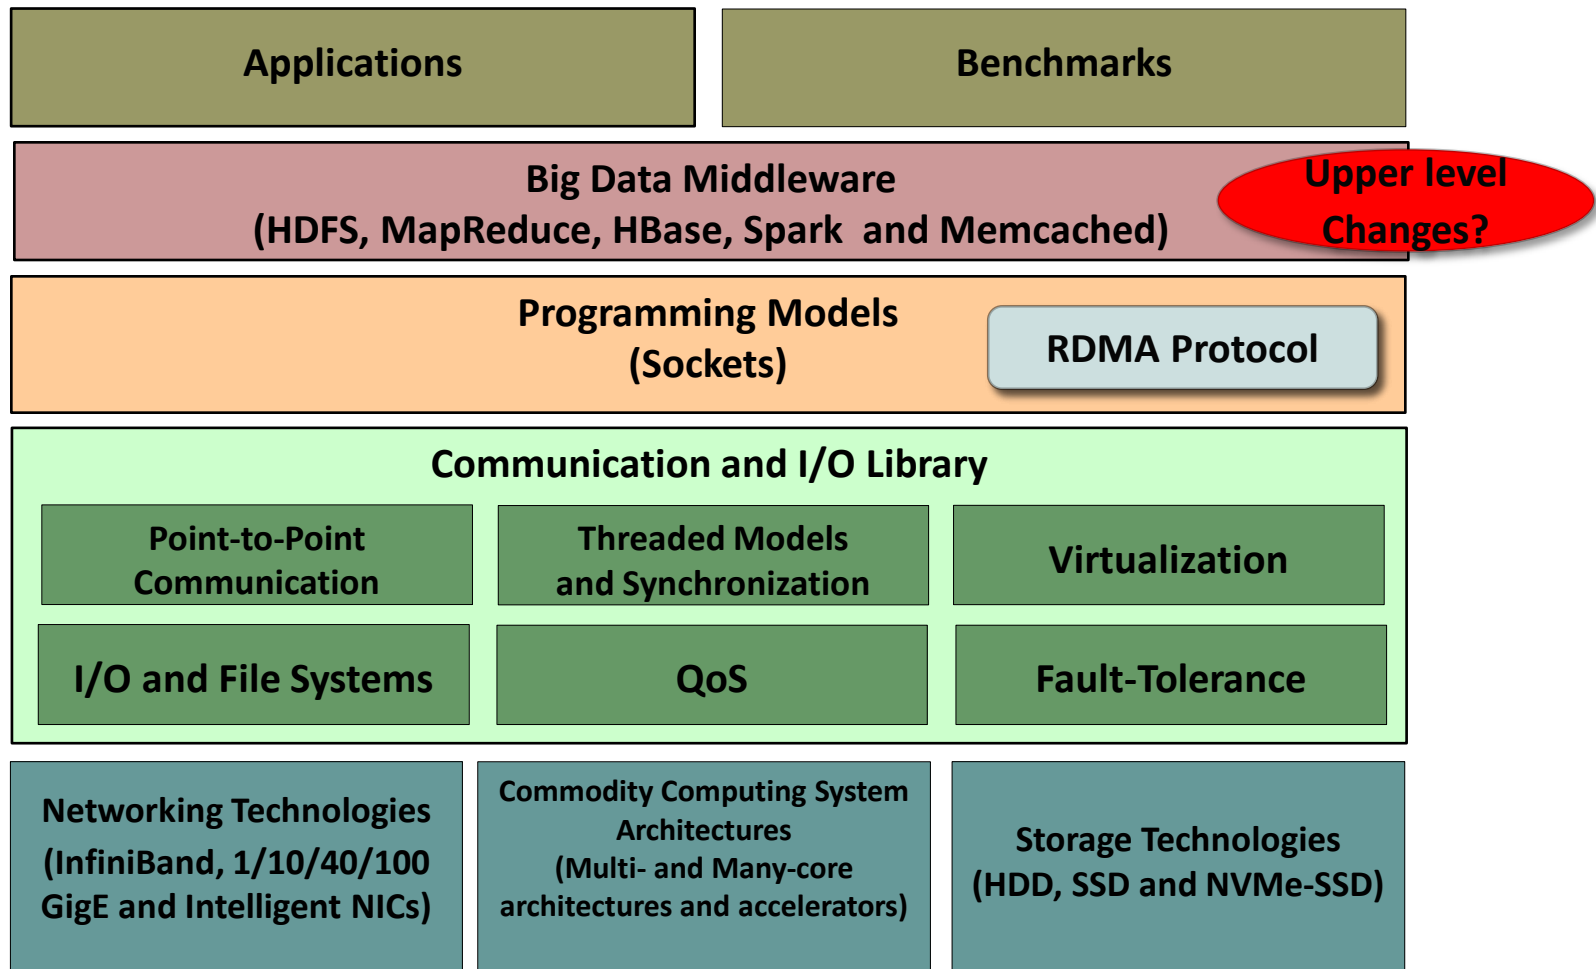 Applications
Benchmarks
Big Data Middleware
(HDFS, MapReduce, HBase, Spark and Memcached)
Upper level
Changes?
Programming Models
(Sockets)
RDMA Protocol
Communication and I/O Library
Point-to-Point
Communication
Threaded Models
and Synchronization
Virtualization
I/O and File Systems
QoS
Fault-Tolerance
Networking Technologies
(InfiniBand, 1/10/40/100
GigE and Intelligent NICs)
Commodity Computing System
Architectures
(Multi- and Many-core
architectures and accelerators)
Storage Technologies
(HDD, SSD and NVMe-SSD)